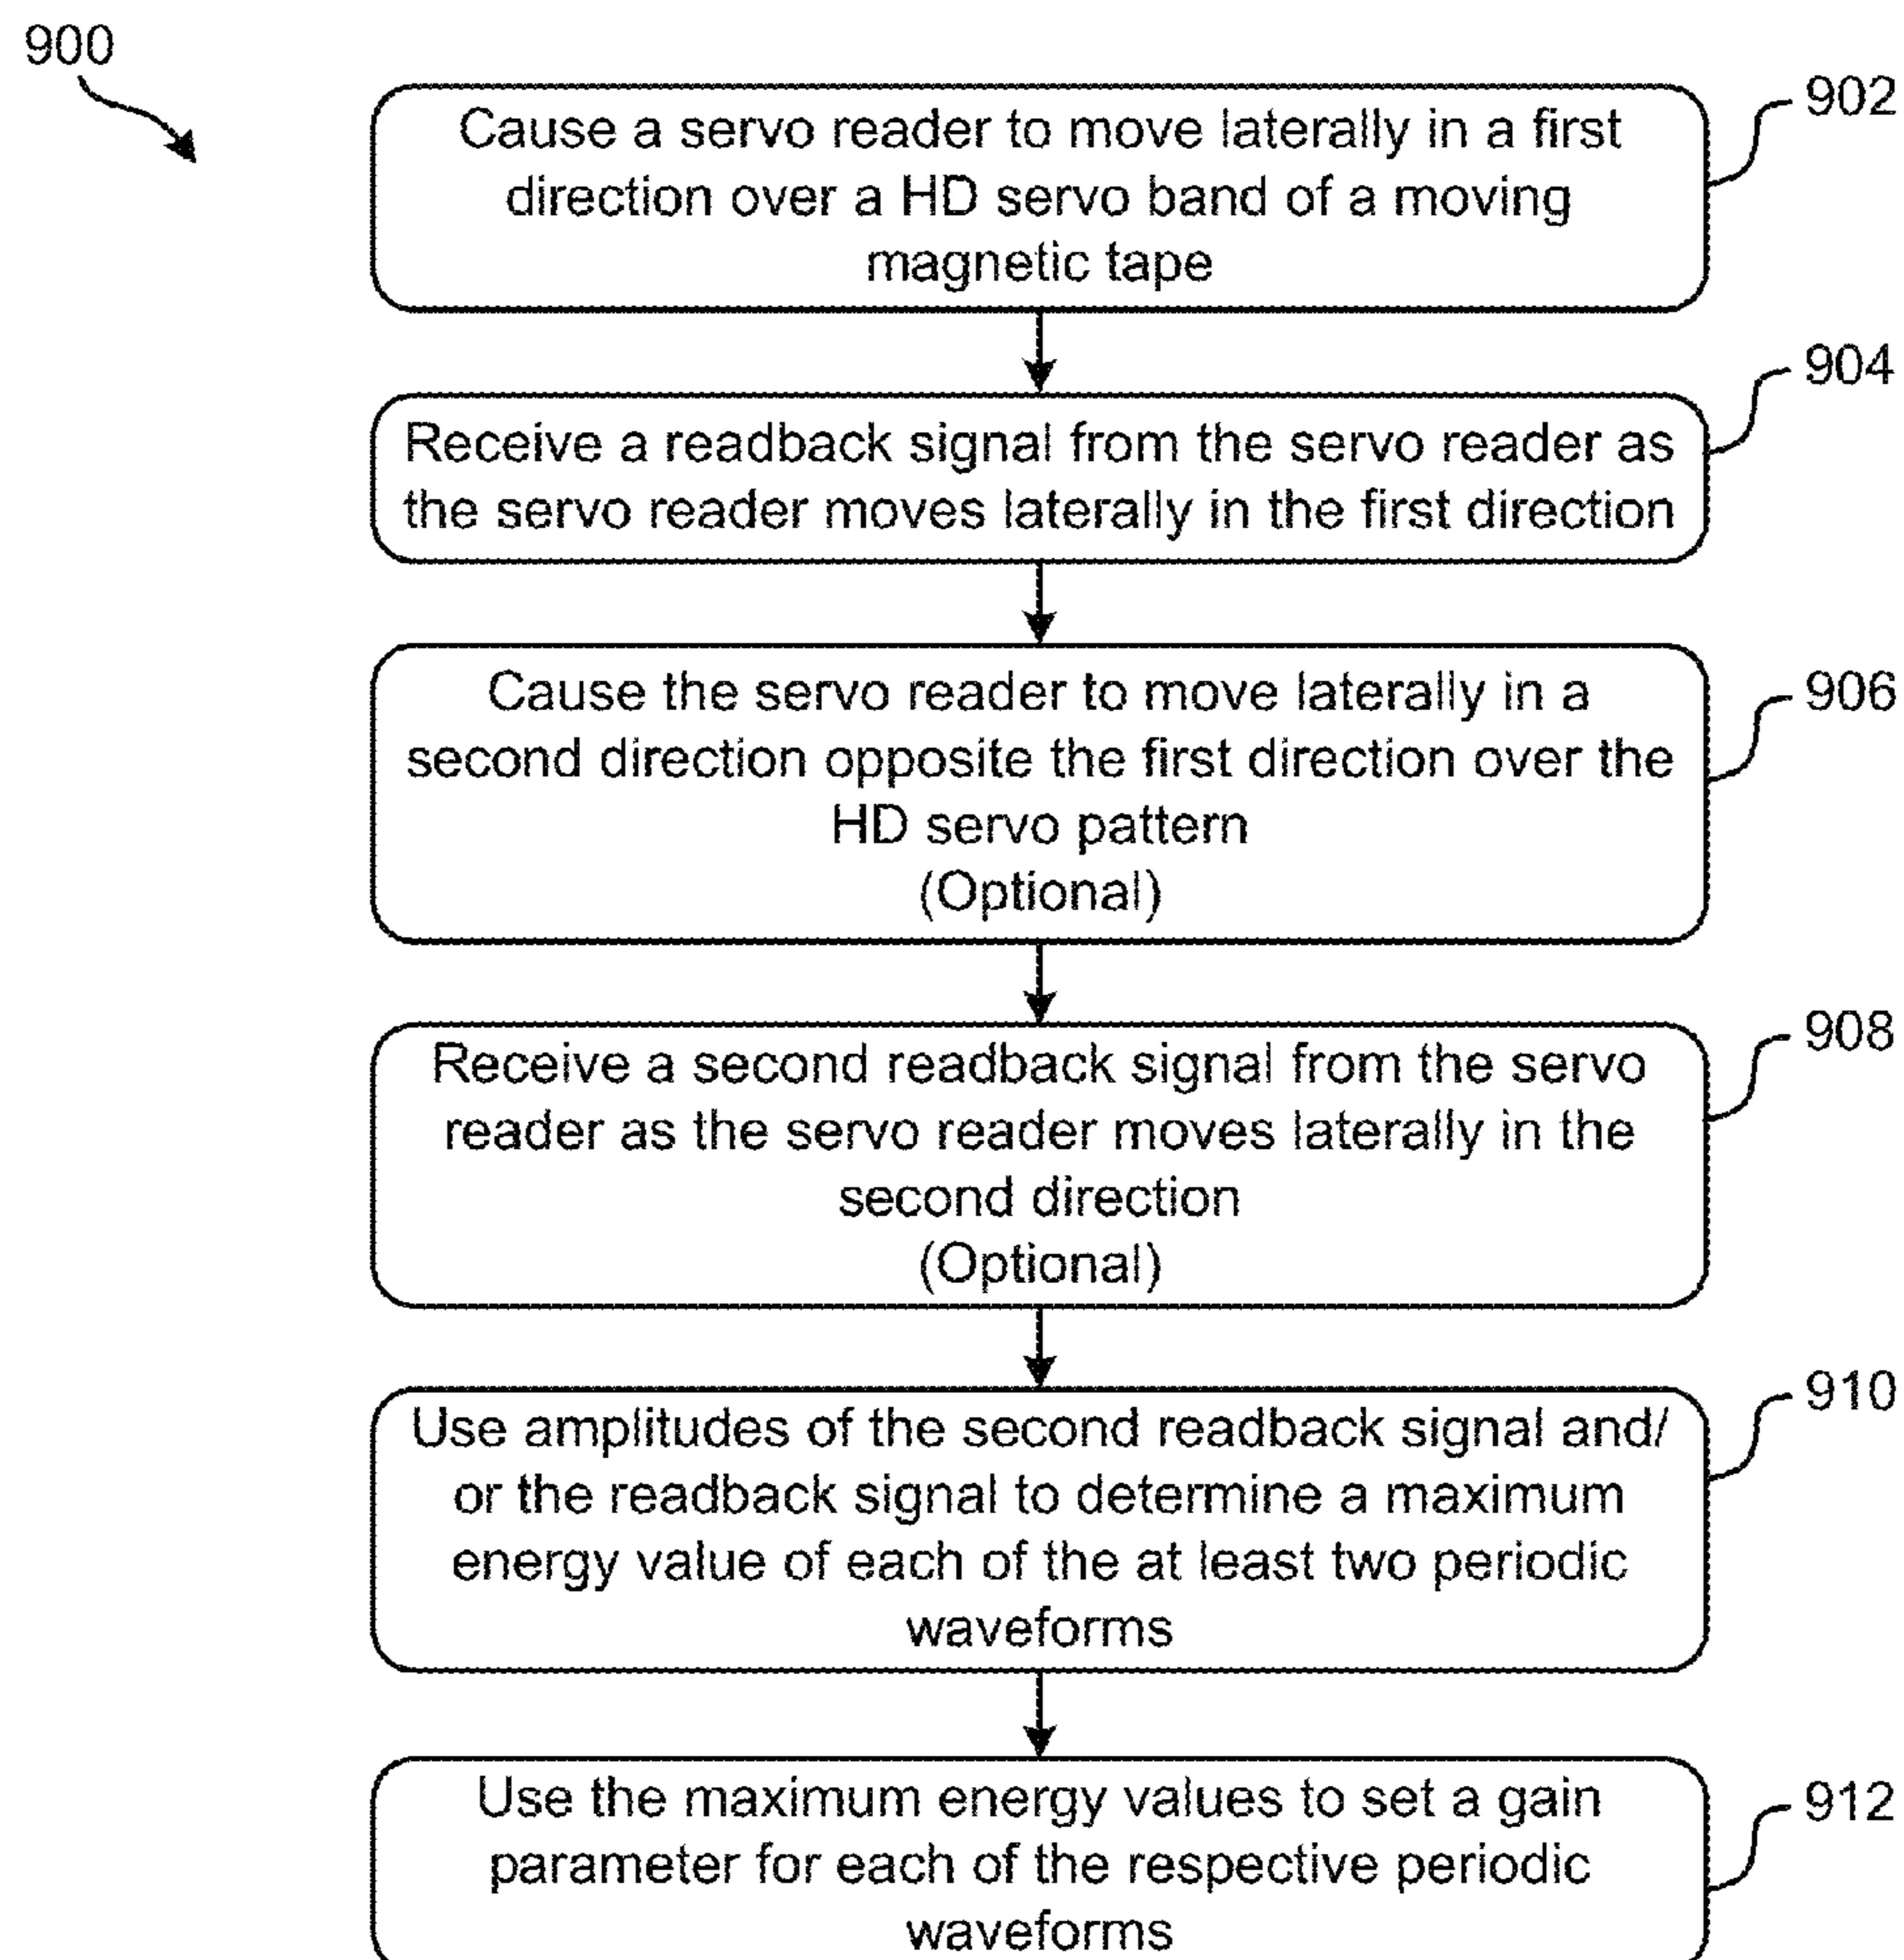 900
Cause a servo reader to move laterally in a first
direction over a HD servo band of a moving
magnetic tape
902
Receive a readback signal from the servo reader as
the servo reader moves laterally in the first direction
904
Cause the servo reader to move laterally in a
second direction opposite the first direction over the
HD servo pattern
(Optional)
906
Receive a second readback signal from the servo
reader as the servo reader moves laterally in the
second direction
(Optional)
908
Use amplitudes of the second readback signal and/
or the readback signal to determine a maximum
energy value of each of the at least two periodic
waveforms
910
Use the maximum energy values to set a gain
parameter for each of the respective periodic
waveforms
912